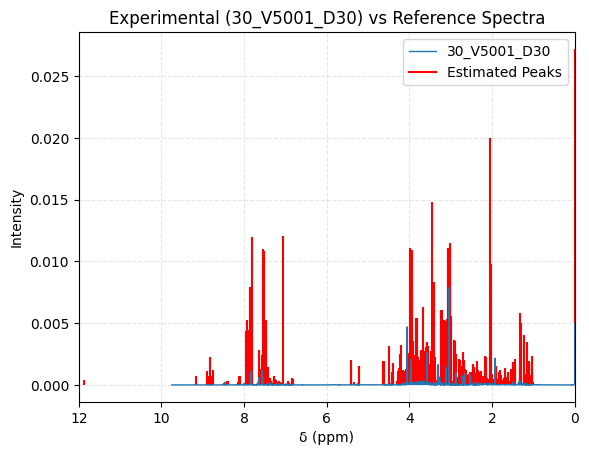 Experimental (30_V5001_D30) vs Reference Spectra
30_V5001_D30
Estimated Peaks
Intensity
0.025
0.020
0.015
0.010
0.005
0.000
12 10 8 6 4 2 0
δ (ppm)